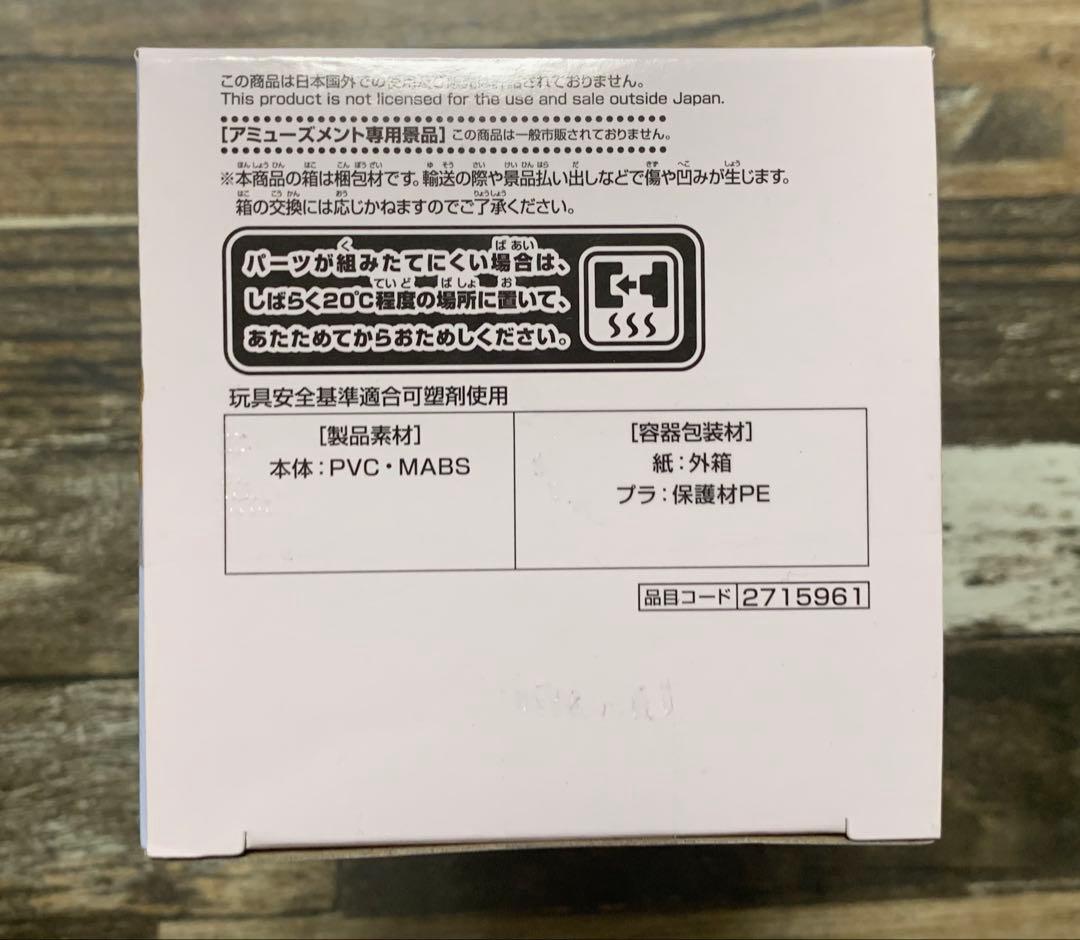 この商品は日本国外での使用及び販売は許諾されておりません。
This product is not licensed for the use and sale outside Japan.
[アミューズメント専用景品] この商品は一般市販されておりません。
※本商品の箱は梱包材です。輸送の際や景品払い出しなどで傷や凹みが生じます。
箱の交換には応じかねますのでご了承ください。
パーツが組みたてにくい場合は、
しばらく20℃程度の場所に置いて、
あたためてからおためしください。
玩具安全基準適合可塑剤使用
[製品素材]
本体：PVC・MABS
[容器包装材]
紙：外箱
プラ：保護材PE
品目コード 2715961